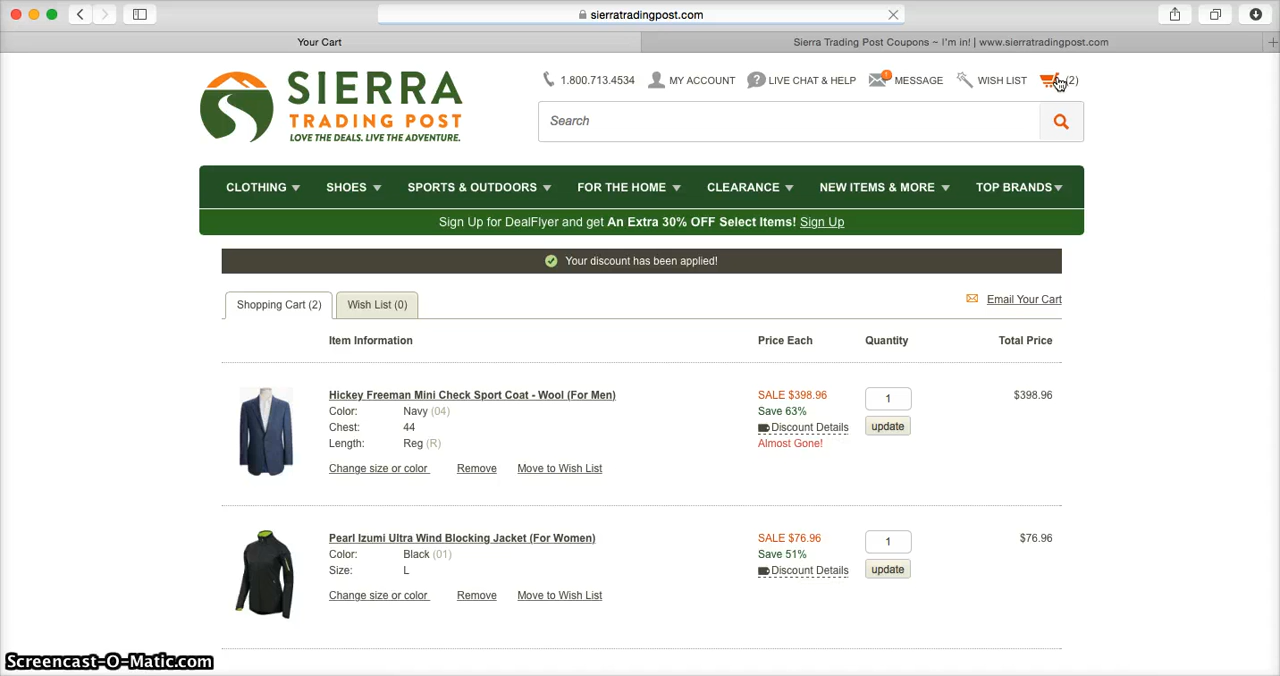 sierratradingpost.com
Your Cart
Sierra Trading Post Coupons ~ I'm in! | www.sierratradingpost.com
SIERRA
TRADING POST
LOVE THE DEALS. LIVE THE ADVENTURE.
1.800.713.4534 MY ACCOUNT LIVE CHAT & HELP 1 MESSAGE WISH LIST (2)
Search
CLOTHING SHOES SPORTS & OUTDOORS FOR THE HOME CLEARANCE NEW ITEMS & MORE TOP BRANDS
Sign Up for DealFlyer and get An Extra 30% OFF Select Items! Sign Up
Your discount has been applied!
Shopping Cart (2) Wish List (0) Email Your Cart
Item Information Price Each Quantity Total Price
Hickey Freeman Mini Check Sport Coat - Wool (For Men) SALE $398.96 1 $398.96
Color: Navy (04) Save 63%
Chest: 44 Discount Details update
Length: Reg (R) Almost Gone!
Change size or color Remove Move to Wish List
Pearl Izumi Ultra Wind Blocking Jacket (For Women) SALE $76.96 1 $76.96
Color: Black (01) Save 51%
Size: L Discount Details update
Change size or color Remove Move to Wish List
Screencast-O-Matic.com